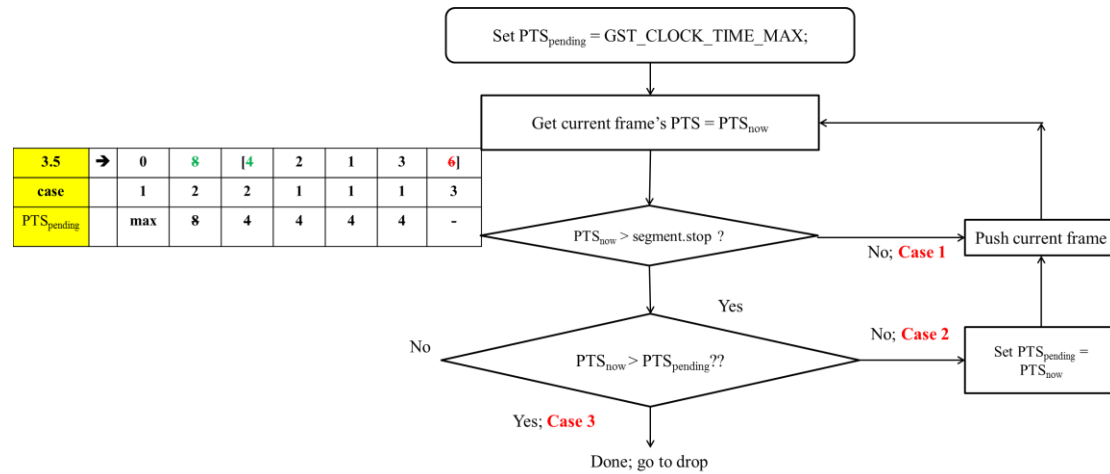 Set PTSpending = GST_CLOCK_TIME_MAX;
Get current frame's PTS = PTSnow
3.5 ➔ 0 8 [4 2 1 3 6]
case 1 2 2 1 1 1 3
PTSpending max 8 4 4 4 4 -
PTSnow > segment.stop ?
No; Case 1
Push current frame
Yes
No
PTSnow > PTSpending??
No; Case 2
Set PTSpending =
PTSnow
Yes; Case 3
Done; go to drop